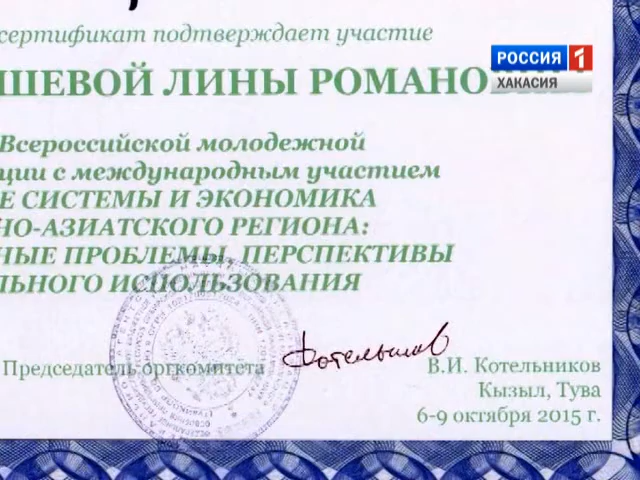 сертификат подтверждает участие
РОССИЯ 1
ХАКАСИЯ
ШЕВОЙ ЛИНЫ РОМАНО
Всероссийской молодежной
ции с международным участием
Е СИСТЕМЫ И ЭКОНОМИКА
НО-АЗИАТСКОГО РЕГИОНА:
НЫЕ ПРОБЛЕМЫ, ПЕРСПЕКТИВЫ
ЛЬНОГО ИСПОЛЬЗОВАНИЯ
Председатель оргкомитета
В.И. Котельников
Кызыл, Тува
6-9 октября 2015 г.